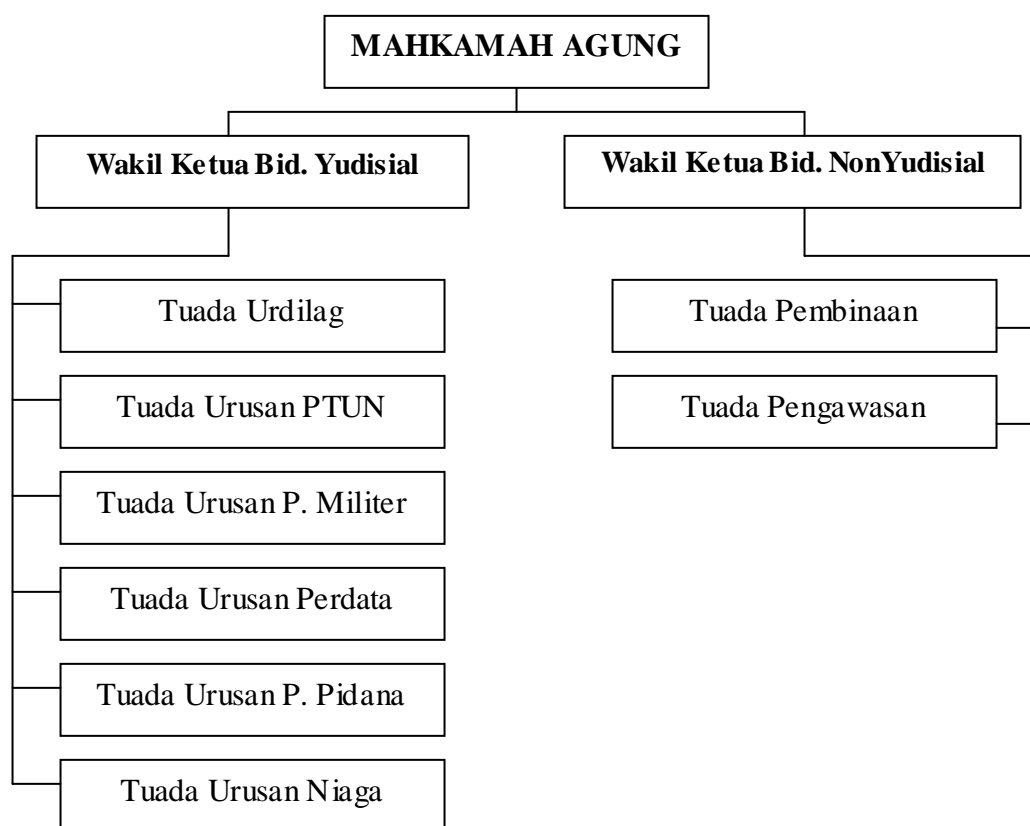 MAHKAMAH AGUNG
Wakil Ketua Bid. Yudisial
Wakil Ketua Bid. NonYudisial
Tuada Urdilag
Tuada Urusan PTUN
Tuada Urusan P. Militer
Tuada Urusan Perdata
Tuada Urusan P. Pidana
Tuada Urusan Niaga
Tuada Pembinaan
Tuada Pengawasan